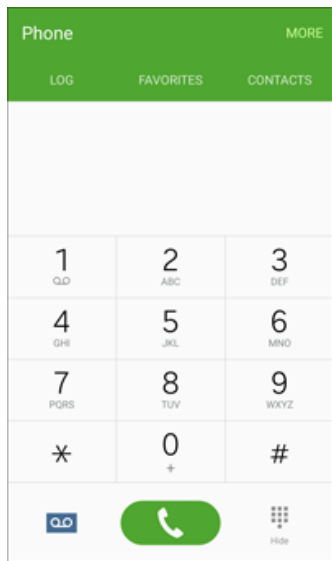 Phone MORE
LOG FAVORITES CONTACTS
1 2 3
ABC DEF
4 5 6
GHI JKL MNO
7 8 9
PQRS TUV WXYZ
* 0 #
+
Hide